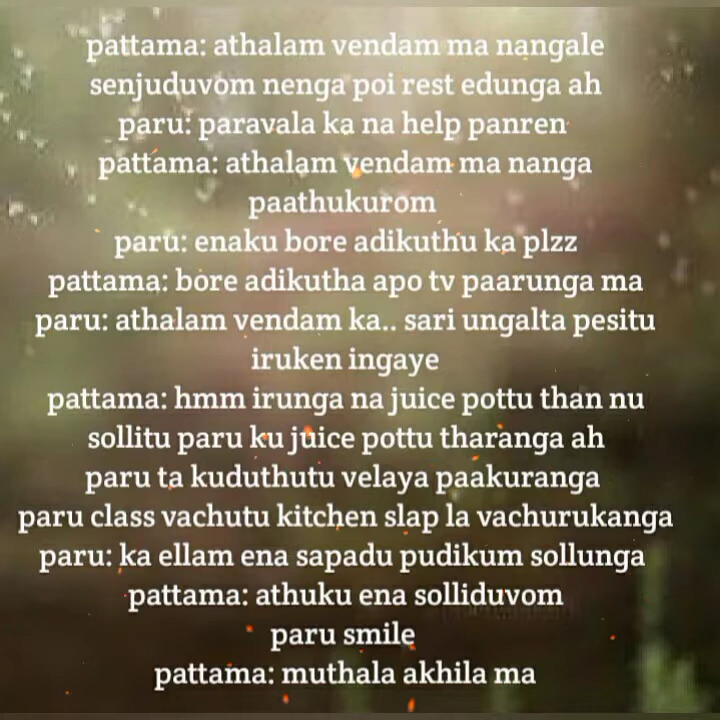 pattama: athalam vendam ma nangale
senjuduvom nenga poi rest edunga ah
paru: paravala ka na help panren
pattama: athalam vendam ma nanga
paathukurom
paru: enaku bore adikuthu ka plzz
pattama: bore adikutha apo tv paarunga ma
paru: athalam vendam ka.. sari ungalta pesitu
iruken ingaye
pattama: hmm irunga na juice pottu than nu
sollitu paru ku juice pottu tharanga ah
paru ta kuduthutu velaya paakuranga
paru class vachutu kitchen slap la vachurukanga
paru: ka ellam ena sapadu pudikum sollunga
pattama: athuku ena solliduvom
paru smile
pattama: muthala akhila ma